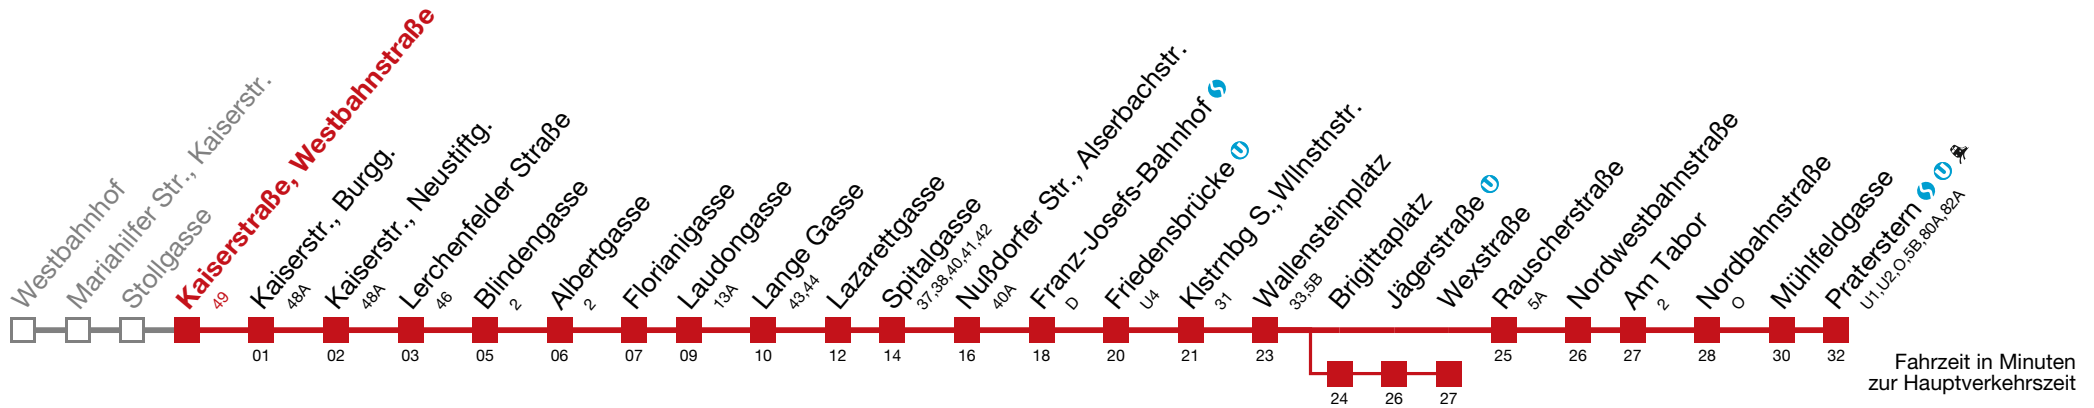 Westbahnhof
Mariahilfer Str., Kaiserstr.
Stollgasse
Kaiserstraße, Westbahnstraße
49
Kaiserstr., Burgg.
48A
Kaiserstr., Neustiftg.
48A
Lerchenfelder Straße
46
Blindengasse
2
Albertgasse
2
Florianigasse
Laudongasse
13A
Lange Gasse
43,44
Lazarettgasse
Spitalgasse
37,38,40,41,42
Nußdorfer Str., Alserbachstr.
40A
Franz-Josefs-Bahnhof
D
Friedensbrücke U
U4
Klstrnbg S., Wllnstnstr.
31
Wallensteinplatz
33,5B
Brigittaplatz
Jägerstraße U
Wexstraße
Rauscherstraße
5A
Nordwestbahnstraße
Am Tabor
2
Nordbahnstraße
O
Mühlfeldgasse
Praterstern U
U1,U2,O,5B,80A,82A
01 02 03 05 06 07 09 10 12 14 16 18 20 21 23 25 26 27 28 30 32
24 26 27
Fahrzeit in Minuten
zur Hauptverkehrszeit